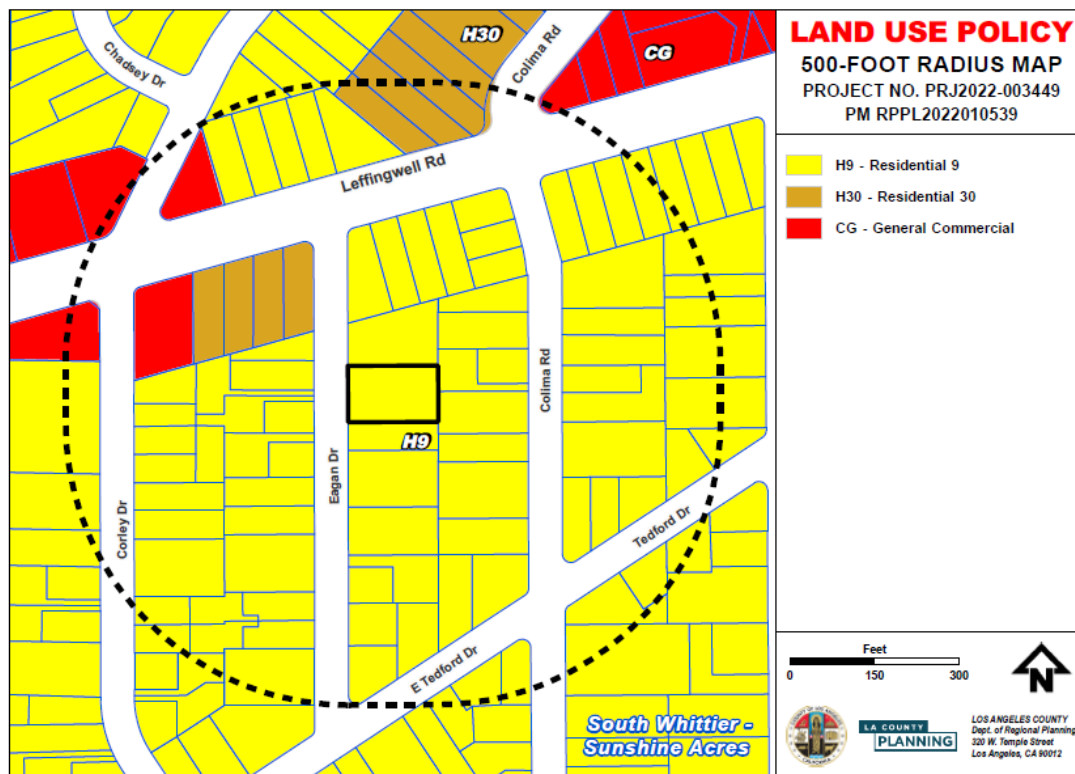 LAND USE POLICY
500-FOOT RADIUS MAP
PROJECT NO. PRJ2022-003449
PM RPPL2022010539
H9 - Residential 9
H30 - Residential 30
CG - General Commercial
Chadsey Dr
H30
Colima Rd
CG
Leffingwell Rd
Colima Rd
H9
Eagan Dr
Corley Dr
Tedford Dr
E Tedford Dr
South Whittier -
Sunshine Acres
Feet
0 150 300
N
LA COUNTY
PLANNING
LOS ANGELES COUNTY
Dept. of Regional Planning
320 W. Temple Street
Los Angeles, CA 90012